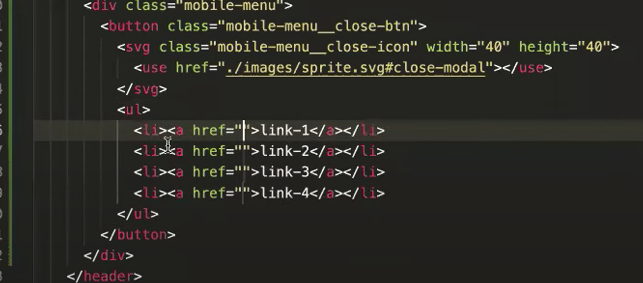 <div class="mobile-menu">
<button class="mobile-menu__close-btn">
<svg class="mobile-menu__close-icon" width="40" height="40">
<use href="./images/sprite.svg#close-modal"></use>
</svg>
<ul>
<li><a href="">link-1</a></li>
<li><a href="">link-2</a></li>
<li><a href="">link-3</a></li>
<li><a href="">link-4</a></li>
</ul>
</button>
</div>
</header>